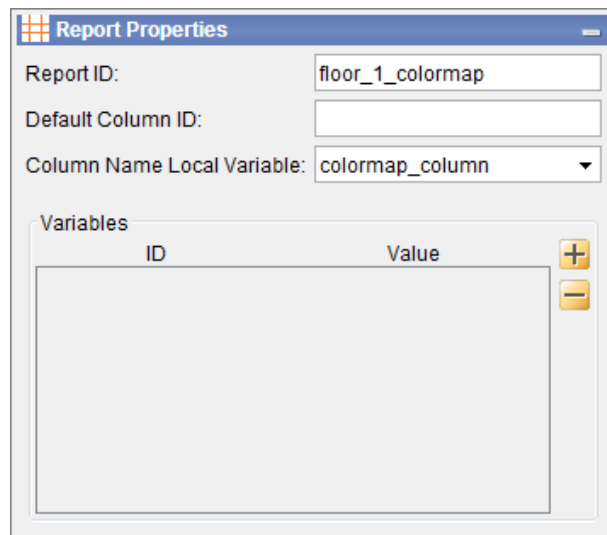 Report Properties
Report ID: floor_1_colormap
Default Column ID:
Column Name Local Variable: colormap_column
Variables
ID Value